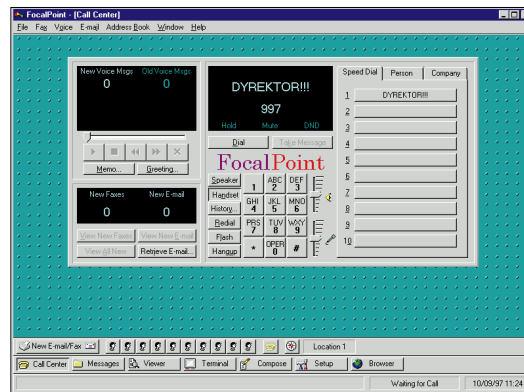 FocalPoint - [Call Center]
File Fax Voice E-mail Address Book Window Help
New Voice Msgs Old Voice Msgs
0 0
Memo... Greeting...
New Faxes New E-mail
0 0
View New Faxes View New E-mail
View All New Retrieve E-mail...
DYREKTOR!!!
997
Hold Mute DND
Dial Take Message
FocalPoint
Speaker
Handset
History...
Redial
Flash
Hangup
1 ABC 2 DEF 3
GHI 4 JKL 5 MNO 6
PRS 7 TUV 8 WXY 9
* OPER 0 #
Speed Dial Person Company
1 DYREKTOR!!!
2
3
4
5
6
7
8
9
10
New E-mail/Fax Location 1
Call Center Messages Viewer Terminal Compose Setup Browser
Waiting for Call 10/09/97 11:24